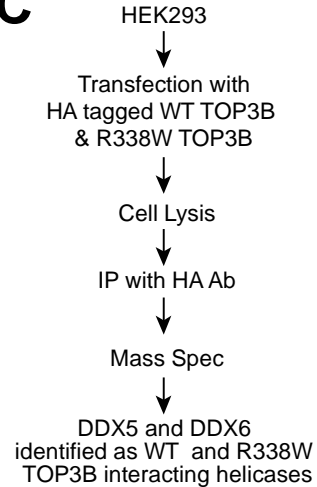 C
HEK293
Transfection with
HA tagged WT TOP3B
& R338W TOP3B
Cell Lysis
IP with HA Ab
Mass Spec
DDX5 and DDX6
identified as WT and R338W
TOP3B interacting helicases